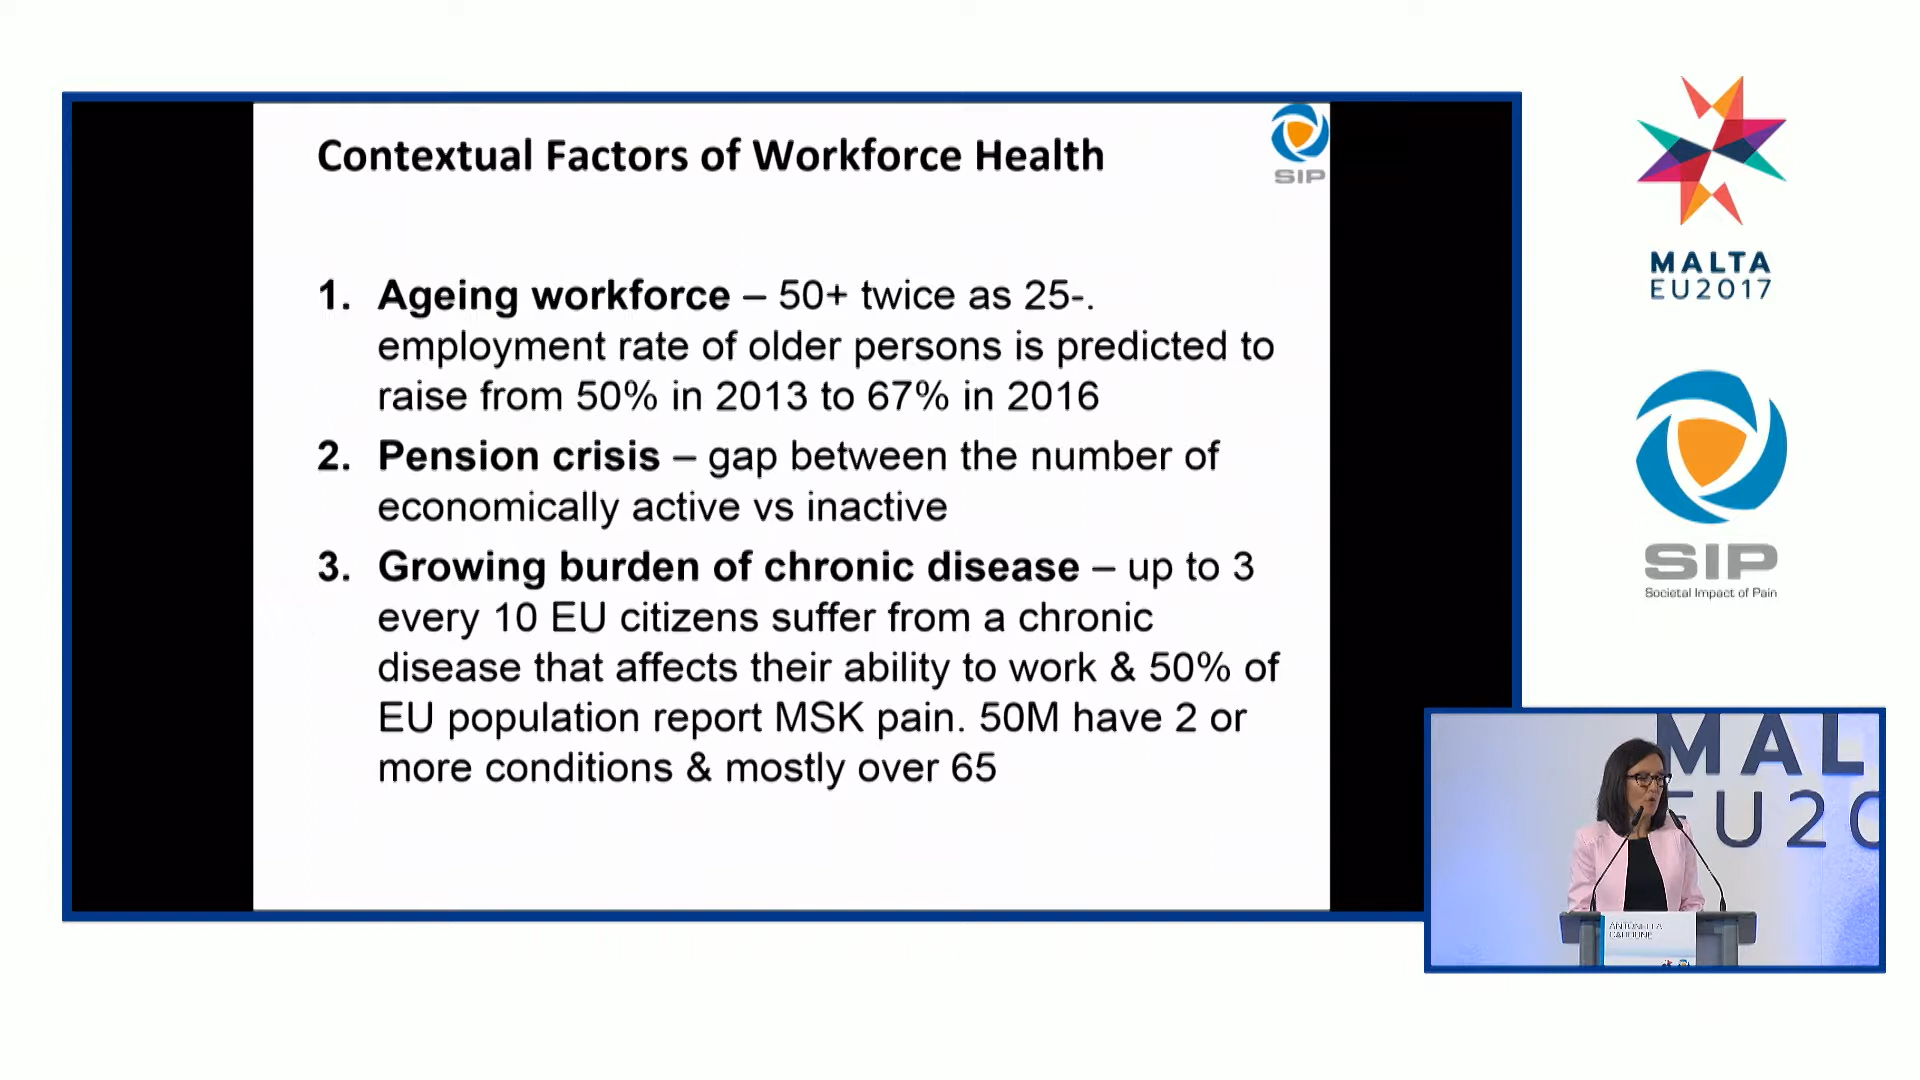 Contextual Factors of Workforce Health
SIP
1. Ageing workforce – 50+ twice as 25-.
employment rate of older persons is predicted to
raise from 50% in 2013 to 67% in 2016
2. Pension crisis – gap between the number of
economically active vs inactive
3. Growing burden of chronic disease – up to 3
every 10 EU citizens suffer from a chronic
disease that affects their ability to work & 50% of
EU population report MSK pain. 50M have 2 or
more conditions & mostly over 65
MALTA
EU2017
SIP
Societal Impact of Pain
MAL
EU20
ANTONELLA